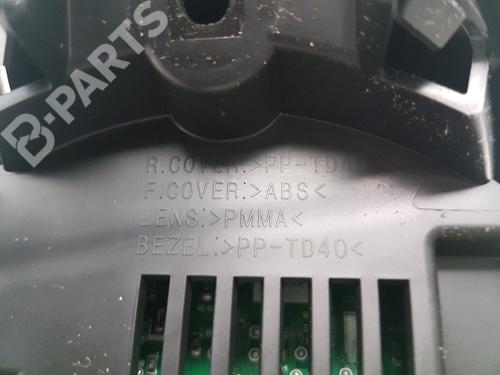 B-PARTS
R.COVER:>PP-TD4
F.COVER:>ABS<
LENS:>PMMA<
BEZEL:>PP-TD40<